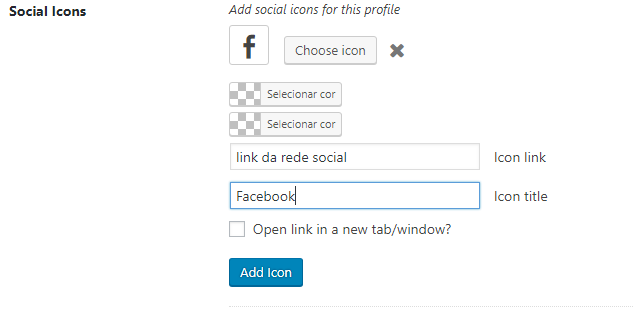 Social Icons
Add social icons for this profile
Choose icon
Selecionar cor
Selecionar cor
link da rede social
Icon link
Facebook
Icon title
Open link in a new tab/window?
Add Icon